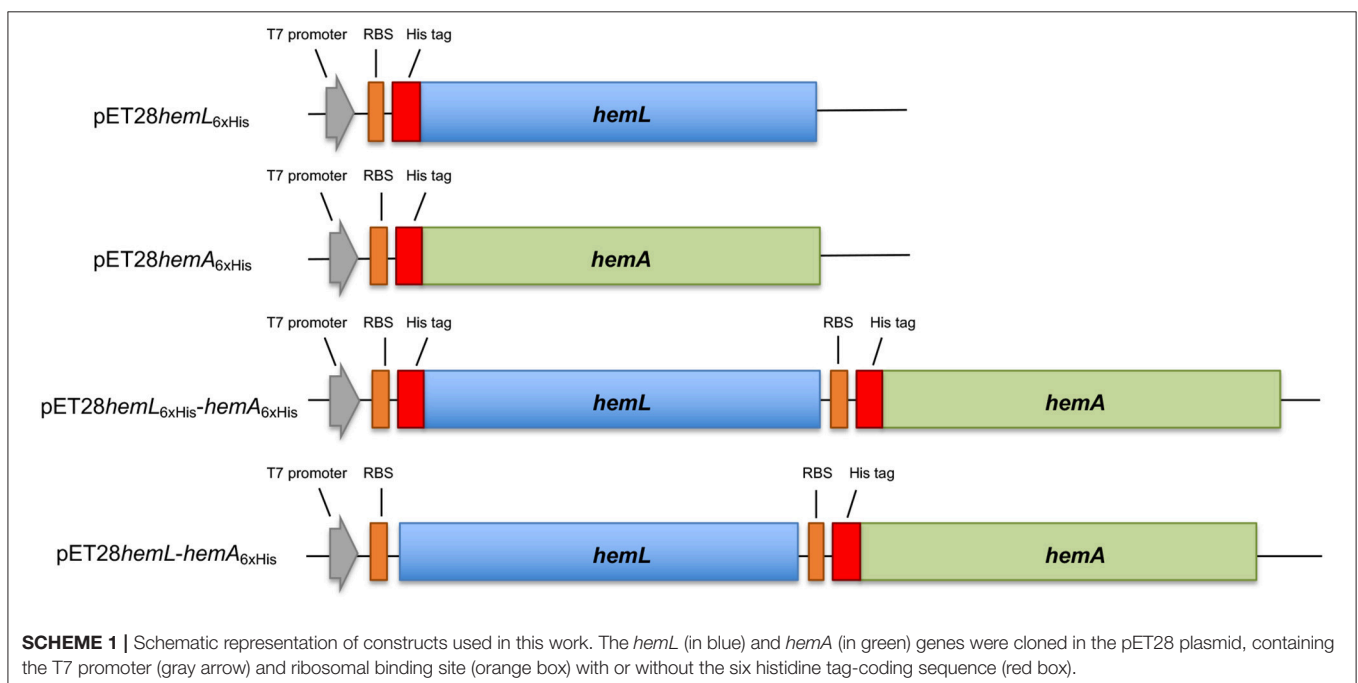 T7 promoter RBS His tag
pET28hemL6xHis
hemL
T7 promoter RBS His tag
pET28hemA6xHis
hemA
T7 promoter RBS His tag RBS His tag
pET28hemL6xHis-hemA6xHis
hemL hemA
T7 promoter RBS RBS His tag
pET28hemL-hemA6xHis
hemL hemA
SCHEME 1 | Schematic representation of constructs used in this work. The hemL (in blue) and hemA (in green) genes were cloned in the pET28 plasmid, containing
the T7 promoter (gray arrow) and ribosomal binding site (orange box) with or without the six histidine tag-coding sequence (red box).